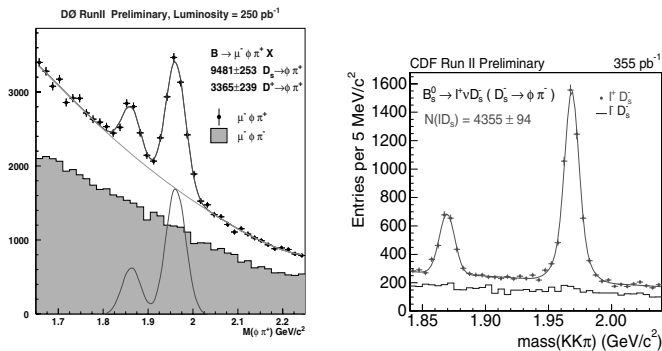 DØ RunII Preliminary, Luminosity = 250 pb⁻¹
B → μ⁻ ϕ π⁺ X
9481±253 Dₛ→ϕ π⁺
3365±239 D⁺→ϕ π⁺
μ⁻ ϕ π⁺
μ⁻ ϕ π⁻
3000
2000
1000
0
1.7 1.8 1.9 2 2.1 2.2
M(ϕ π⁺) GeV/c²
CDF Run II Preliminary 355 pb⁻¹
B⁰ₛ → l⁺νD⁻ₛ ( D⁻ₛ→ ϕ π⁻ )
N(lDₛ) = 4355 ± 94
l⁺ D⁻ₛ
l⁻ D⁻ₛ
Entries per 5 MeV/c²
1600
1400
1200
1000
800
600
400
200
0
1.85 1.90 1.95 2.00
mass(KKπ) (GeV/c²)